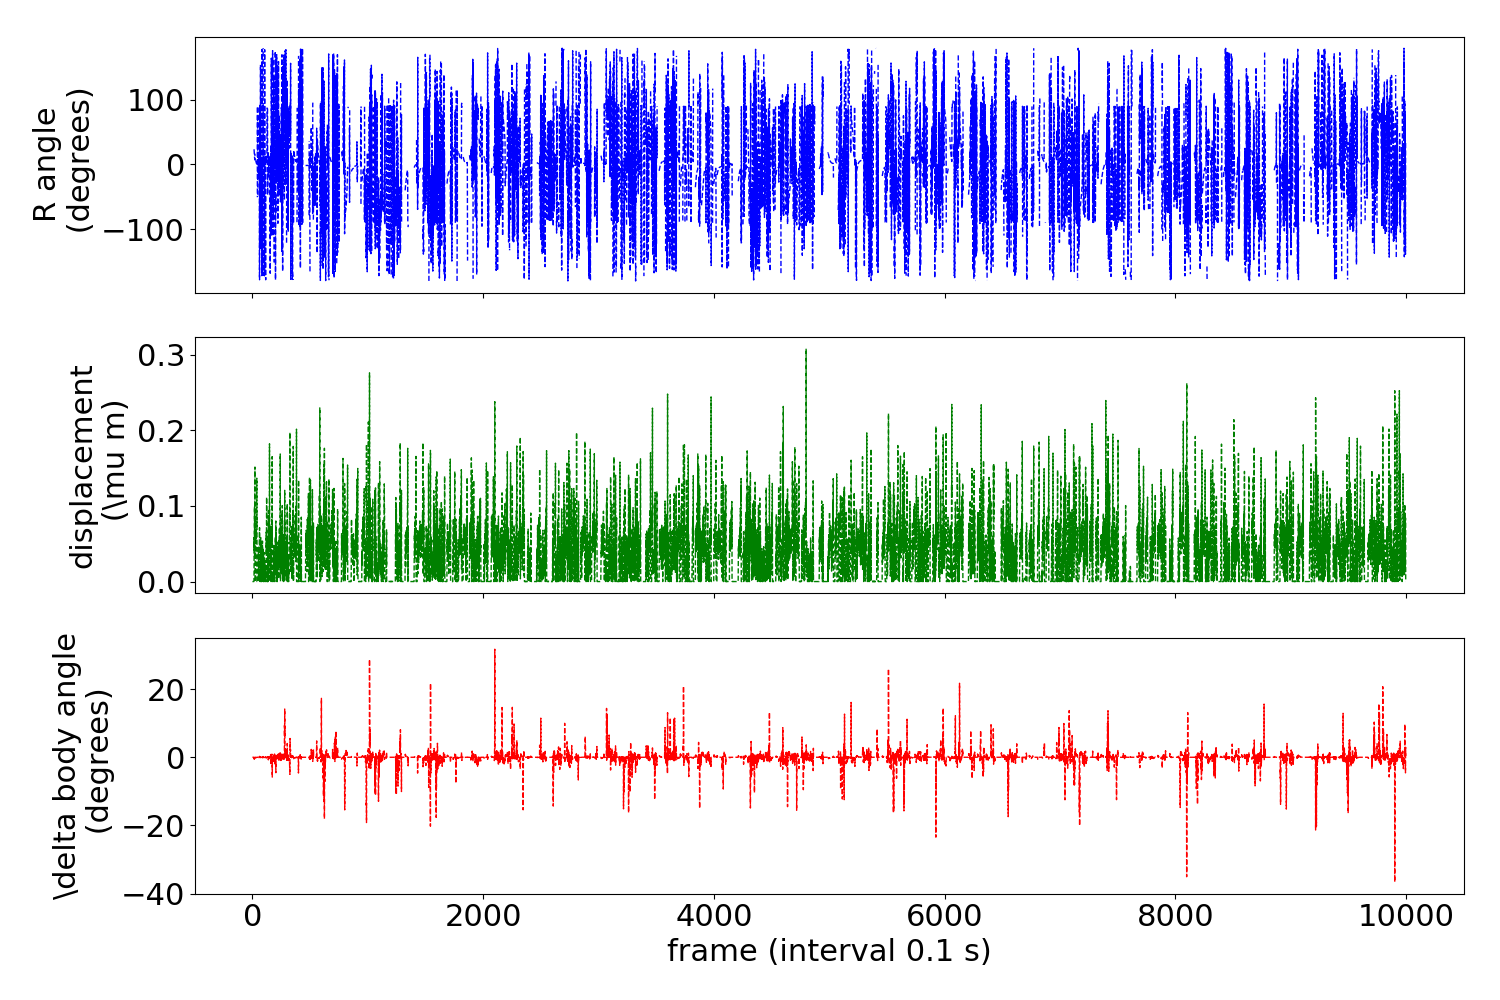 R angle
(degrees)
100
0
−100
displacement
(\mu m)
0.3
0.2
0.1
0.0
\delta body angle
(degrees)
20
0
−20
−40
0 2000 4000 6000 8000 10000
frame (interval 0.1 s)